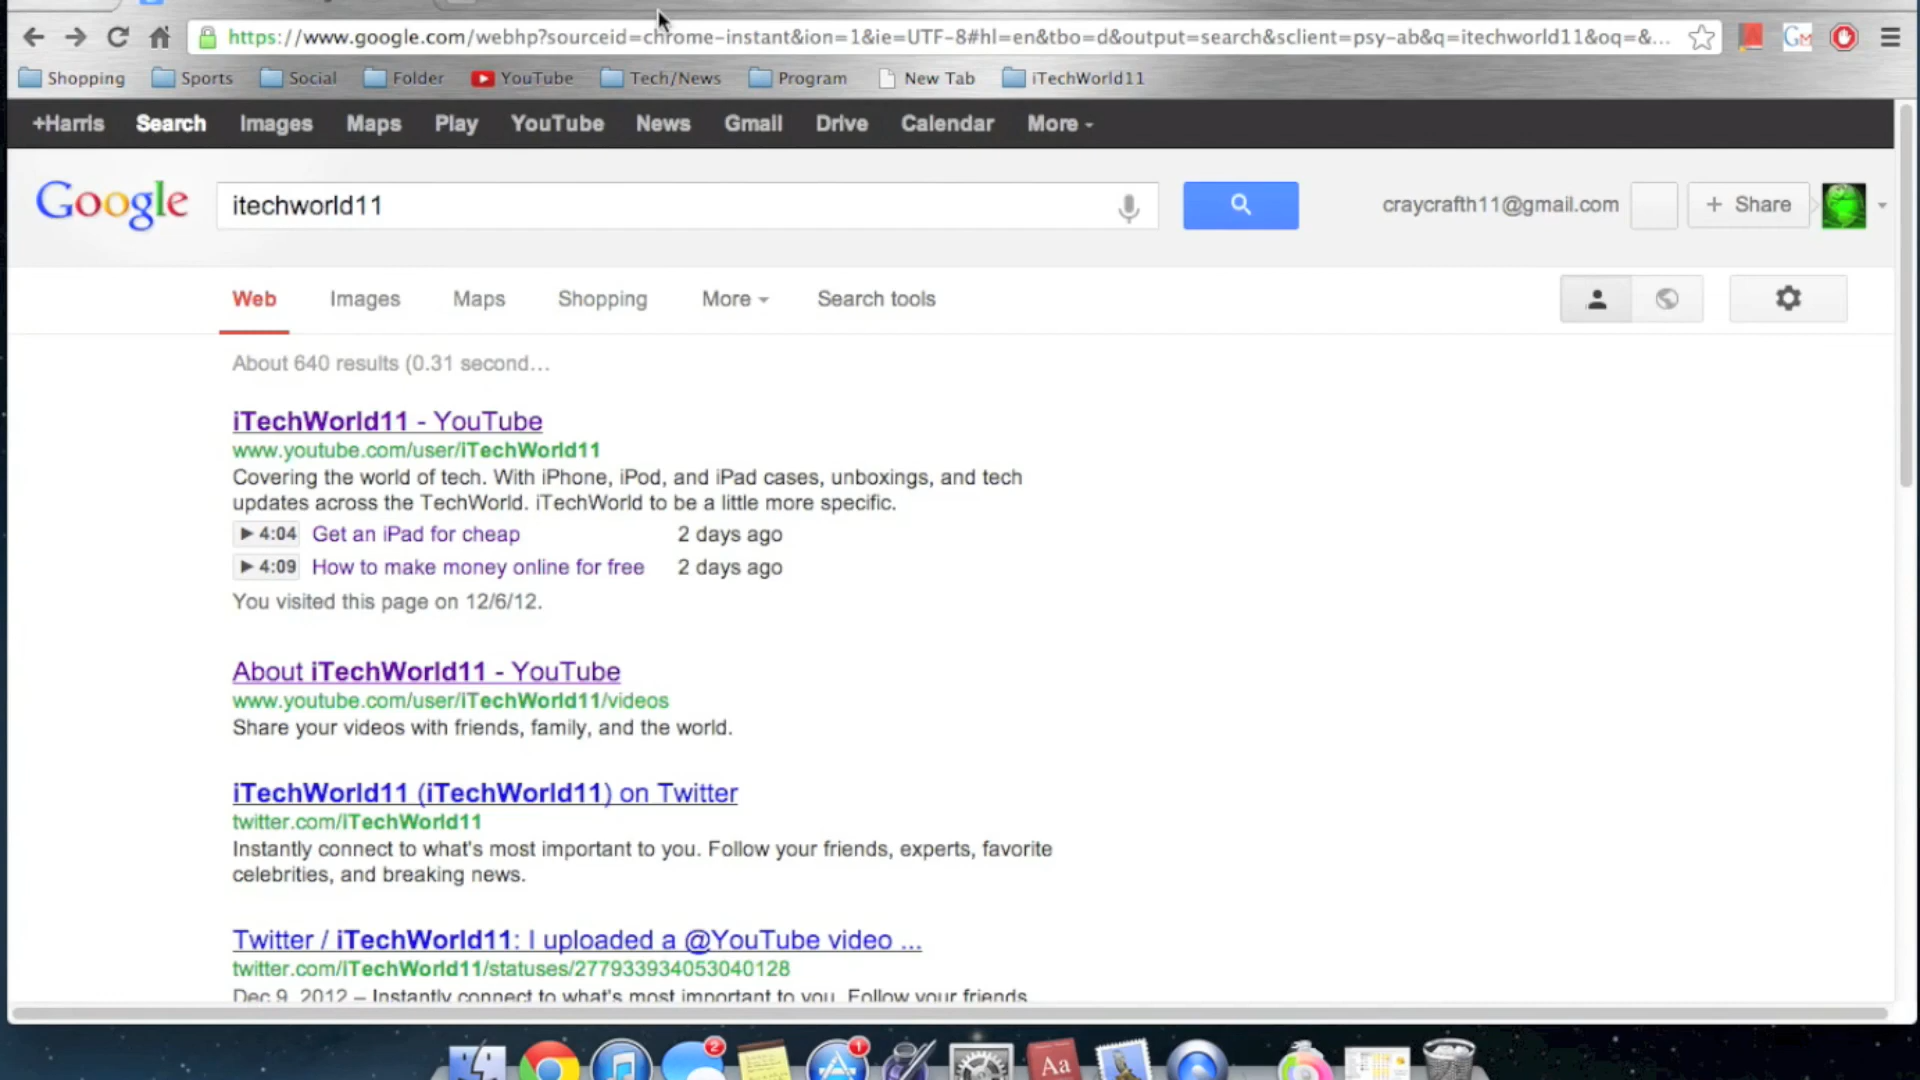 https://www.google.com/webhp?sourceid=chrome-instant&ion=1&ie=UTF-8#hl=en&tbo=d&output=search&sclient=psy-ab&q=itechworld11&oq=&...
Shopping Sports Social Folder YouTube Tech/News Program New Tab iTechWorld11
+Harris Search Images Maps Play YouTube News Gmail Drive Calendar More
Google itechworld11 craycrafth11@gmail.com + Share
Web Images Maps Shopping More Search tools
About 640 results (0.31 second...
iTechWorld11 - YouTube
www.youtube.com/user/iTechWorld11
Covering the world of tech. With iPhone, iPod, and iPad cases, unboxings, and tech
updates across the TechWorld. iTechWorld to be a little more specific.
4:04 Get an iPad for cheap 2 days ago
4:09 How to make money online for free 2 days ago
You visited this page on 12/6/12.
About iTechWorld11 - YouTube
www.youtube.com/user/iTechWorld11/videos
Share your videos with friends, family, and the world.
iTechWorld11 (iTechWorld11) on Twitter
twitter.com/iTechWorld11
Instantly connect to what's most important to you. Follow your friends, experts, favorite
celebrities, and breaking news.
Twitter / iTechWorld11: I uploaded a @YouTube video ...
twitter.com/iTechWorld11/statuses/277933934053040128
Dec 9, 2012 – Instantly connect to what's most important to you. Follow your friends
2 1
Aa